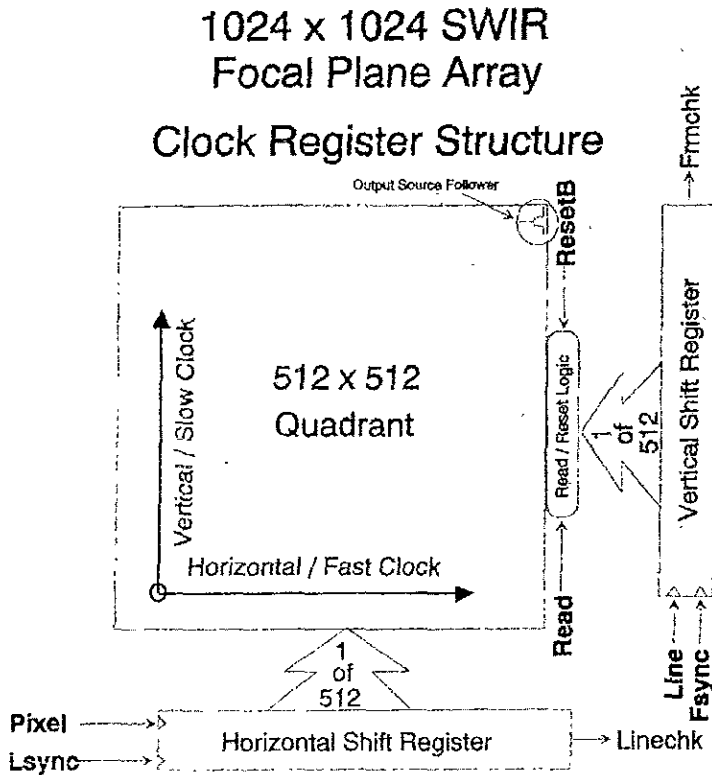 1024 x 1024 SWIR
Focal Plane Array
Clock Register Structure
Output Source Follower
ResetB
Frmchk
Vertical / Slow Clock
512 x 512
Quadrant
Read / Reset Logic
1
of
512
Vertical Shift Register
Horizontal / Fast Clock
Read
Line
Fsync
1
of
512
Pixel
Lsync
Horizontal Shift Register
Linechk